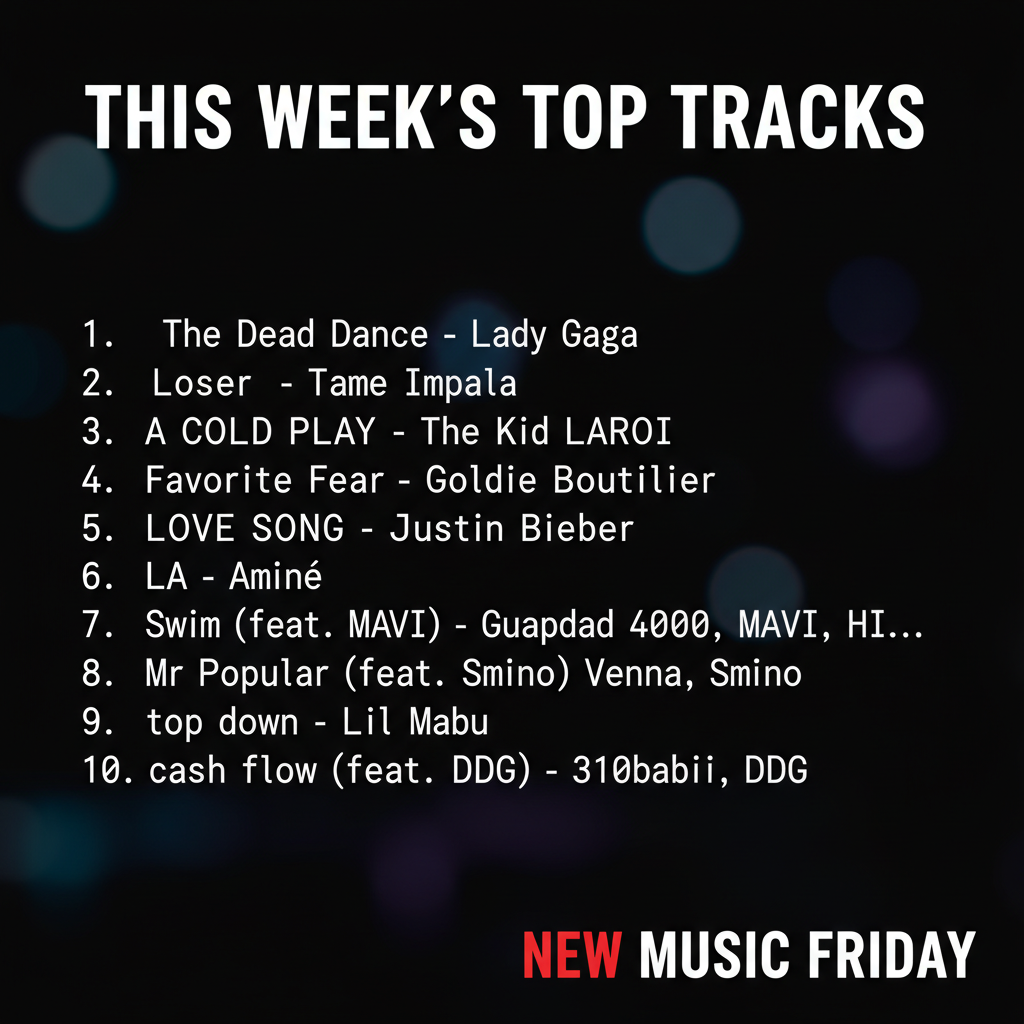 THIS WEEK'S TOP TRACKS
1. The Dead Dance - Lady Gaga
2. Loser - Tame Impala
3. A COLD PLAY - The Kid LAROI
4. Favorite Fear - Goldie Boutilier
5. LOVE SONG - Justin Bieber
6. LA - Aminé
7. Swim (feat. MAVI) - Guapdad 4000, MAVI, HI...
8. Mr Popular (feat. Smino) Venna, Smino
9. top down - Lil Mabu
10. cash flow (feat. DDG) - 310babii, DDG
NEW MUSIC FRIDAY